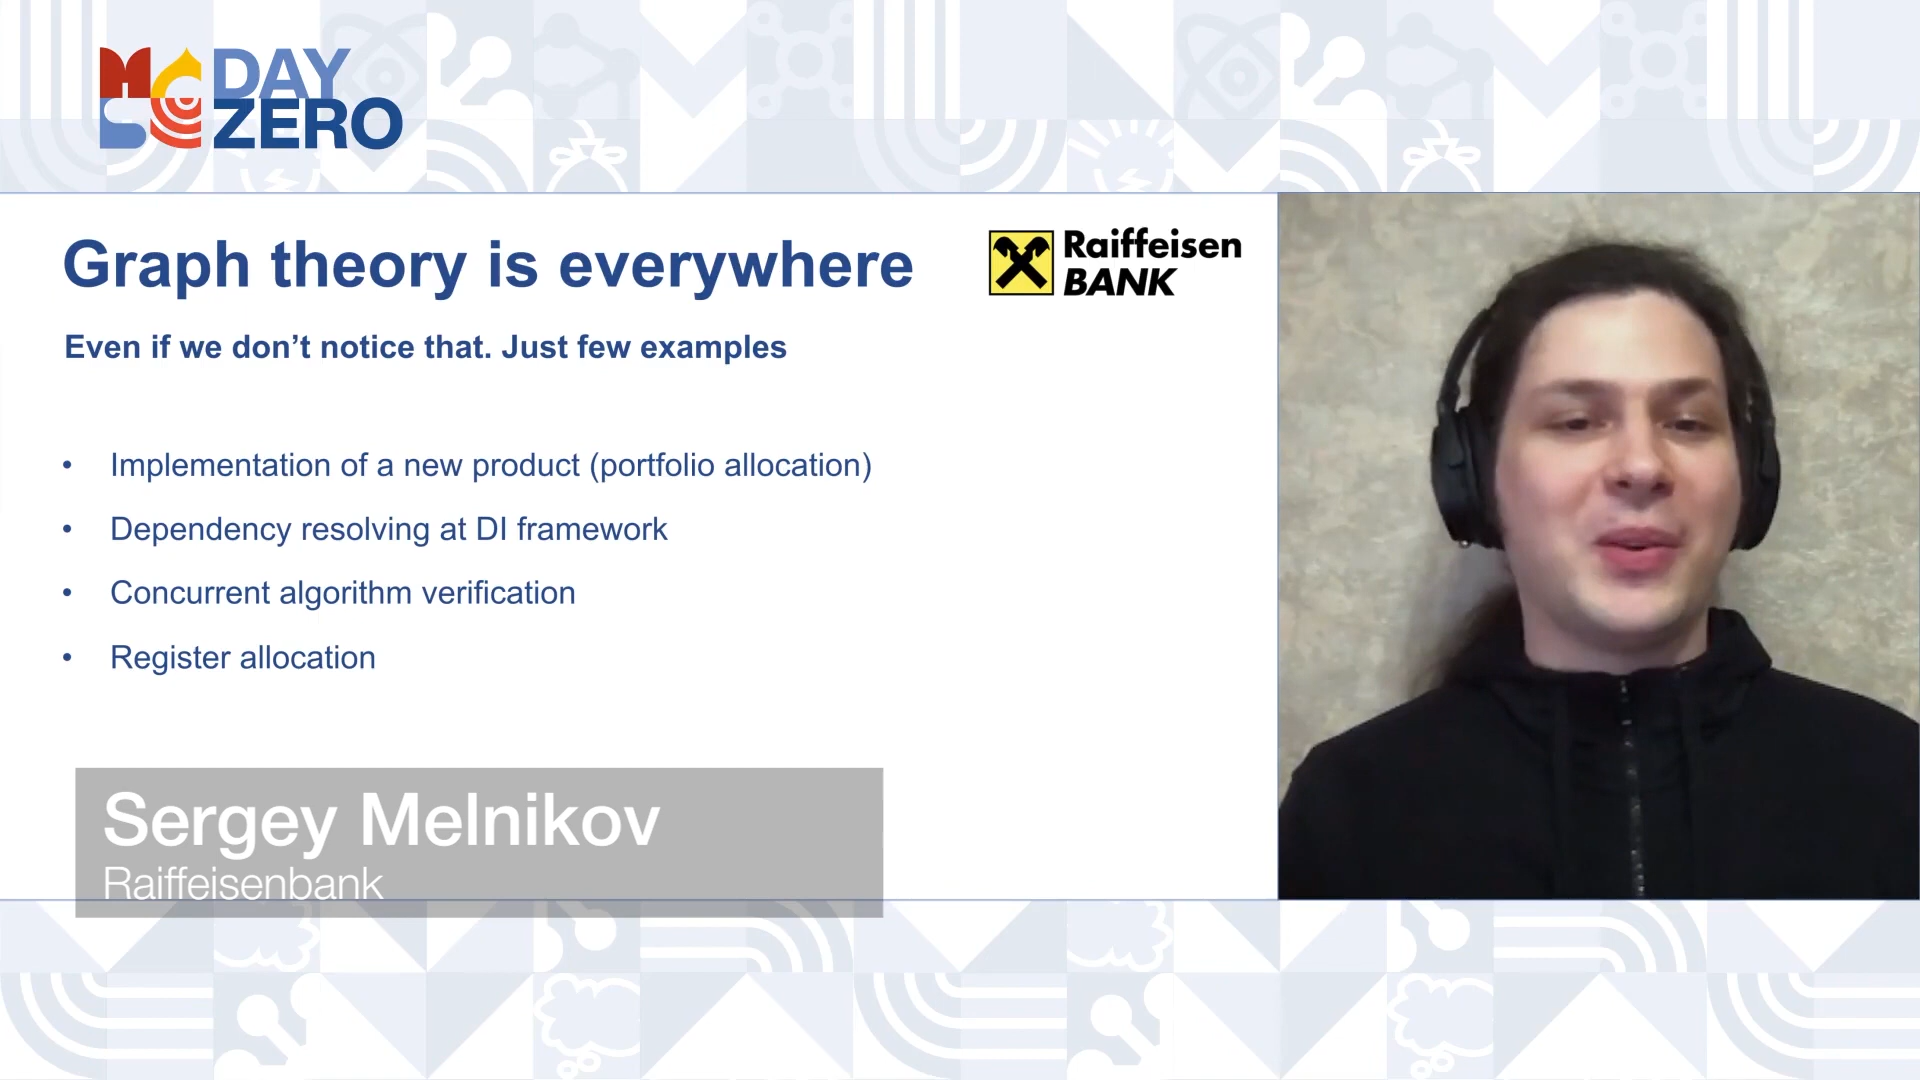 MCSC DAY
ZERO
Graph theory is everywhere
Raiffeisen
BANK
Even if we don’t notice that. Just few examples
• Implementation of a new product (portfolio allocation)
• Dependency resolving at DI framework
• Concurrent algorithm verification
• Register allocation
Sergey Melnikov
Raiffeisenbank